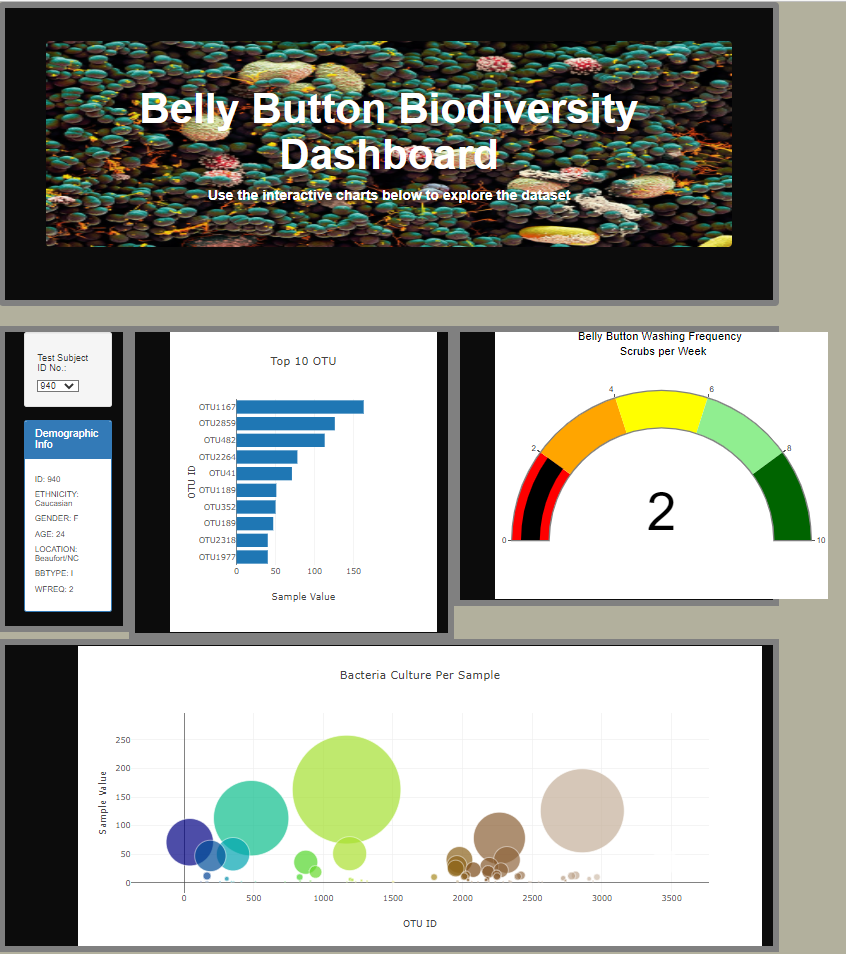 Belly Button Biodiversity
Dashboard
Use the interactive charts below to explore the dataset
Test Subject
ID No.:
940
Demographic
Info
ID: 940
ETHNICITY:
Caucasian
GENDER: F
AGE: 24
LOCATION:
Beaufort/NC
BBTYPE: I
WFREQ: 2
Top 10 OTU
OTU ID
OTU1167
OTU2859
OTU482
OTU2264
OTU41
OTU1189
OTU352
OTU189
OTU2318
OTU1977
0 50 100 150
Sample Value
Belly Button Washing Frequency
Scrubs per Week
0
2
4
6
8
10
2
Bacteria Culture Per Sample
Sample Value
250
200
150
100
50
0
0 500 1000 1500 2000 2500 3000 3500
OTU ID